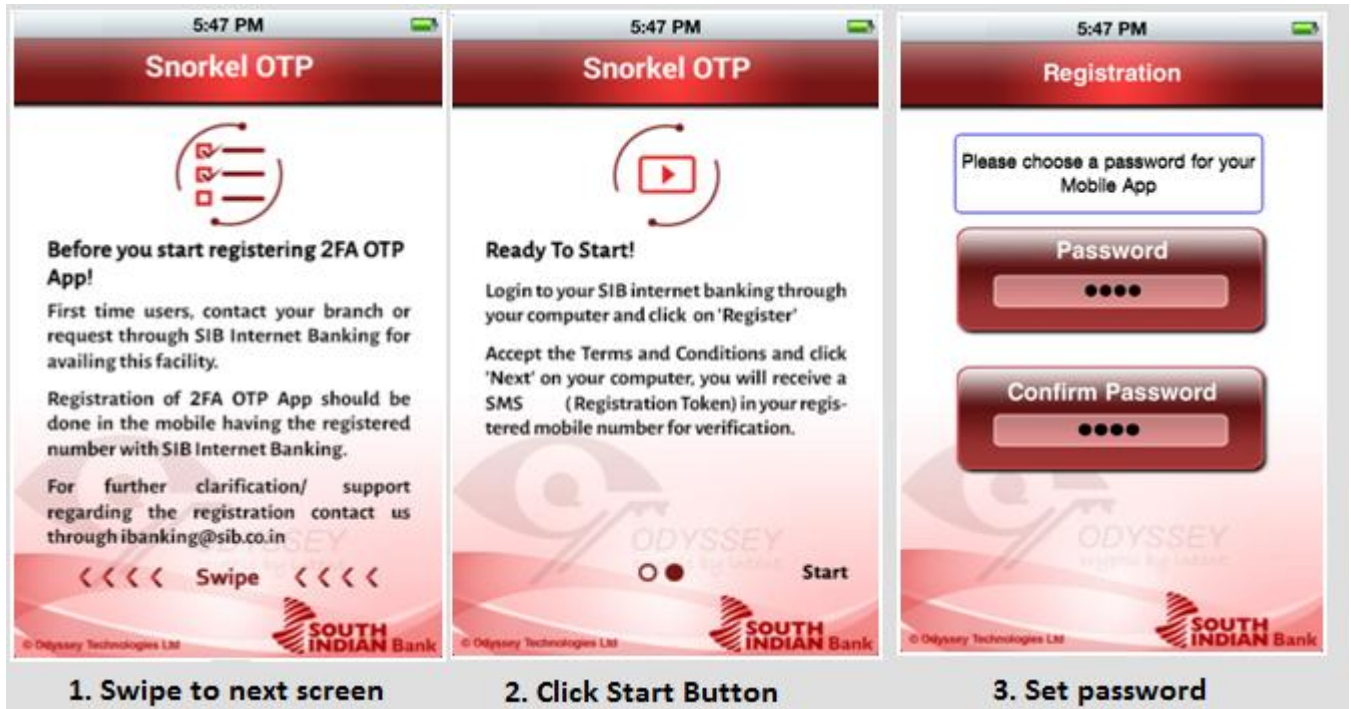 5:47 PM
Snorkel OTP
Before you start registering 2FA OTP
App!
First time users, contact your branch or
request through SIB Internet Banking for
availing this facility.
Registration of 2FA OTP App should be
done in the mobile having the registered
number with SIB Internet Banking.
For further clarification/ support
regarding the registration contact us
through ibanking@sib.co.in
Swipe
© Odyssey Technologies Ltd
SOUTH
INDIAN Bank
1. Swipe to next screen
5:47 PM
Snorkel OTP
Ready To Start!
Login to your SIB internet banking through
your computer and click on 'Register'
Accept the Terms and Conditions and click
'Next' on your computer, you will receive a
SMS (Registration Token) in your regis-
tered mobile number for verification.
ODYSSEY
Start
© Odyssey Technologies Ltd
SOUTH
INDIAN Bank
2. Click Start Button
5:47 PM
Registration
Please choose a password for your
Mobile App
Password
Confirm Password
ODYSSEY
© Odyssey Technologies Ltd
SOUTH
INDIAN Bank
3. Set password